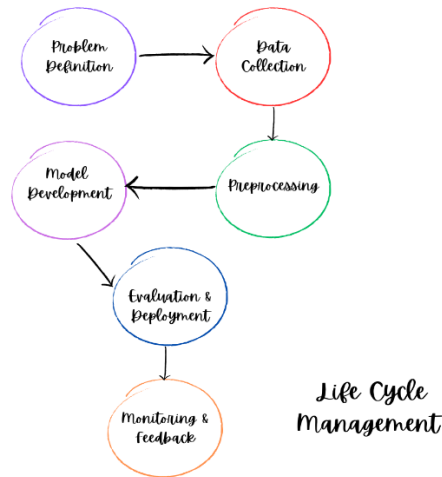 Problem
Definition
Data
Collection
Preprocessing
Model
Development
Evaluation &
Deployment
Monitoring &
Feedback
Life Cycle
Management